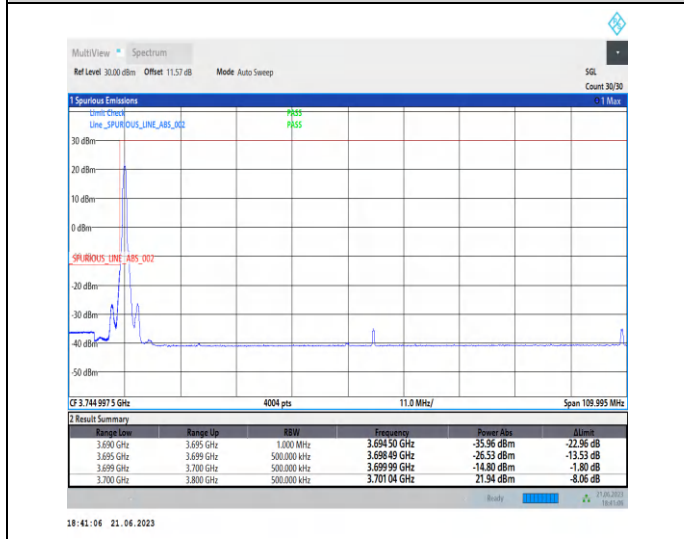 MultiView Spectrum
Ref Level 30.00 dBm Offset 11.57 dB Mode Auto Sweep SGL
Count 30/30
1 Spurious Emissions 1 Max
Limit Check PASS
Line _SPURIOUS_LINE_ABS_002 PASS
30 dBm
20 dBm
10 dBm
0 dBm
_SPURIOUS_LINE_ABS_002
-20 dBm
-30 dBm
-40 dBm
-50 dBm
CF 3.744 997 5 GHz 4004 pts 11.0 MHz/ Span 109.995 MHz
2 Result Summary
Range Low Range Up RBW Frequency Power Abs ΔLimit
3.690 GHz 3.695 GHz 1.000 MHz 3.694 50 GHz -35.96 dBm -22.96 dB
3.695 GHz 3.699 GHz 500.000 kHz 3.698 49 GHz -26.53 dBm -13.53 dB
3.699 GHz 3.700 GHz 500.000 kHz 3.699 99 GHz -14.80 dBm -1.80 dB
3.700 GHz 3.800 GHz 500.000 kHz 3.701 04 GHz 21.94 dBm -8.06 dB
Ready 21.06.2023
18:41:06
18:41:06 21.06.2023